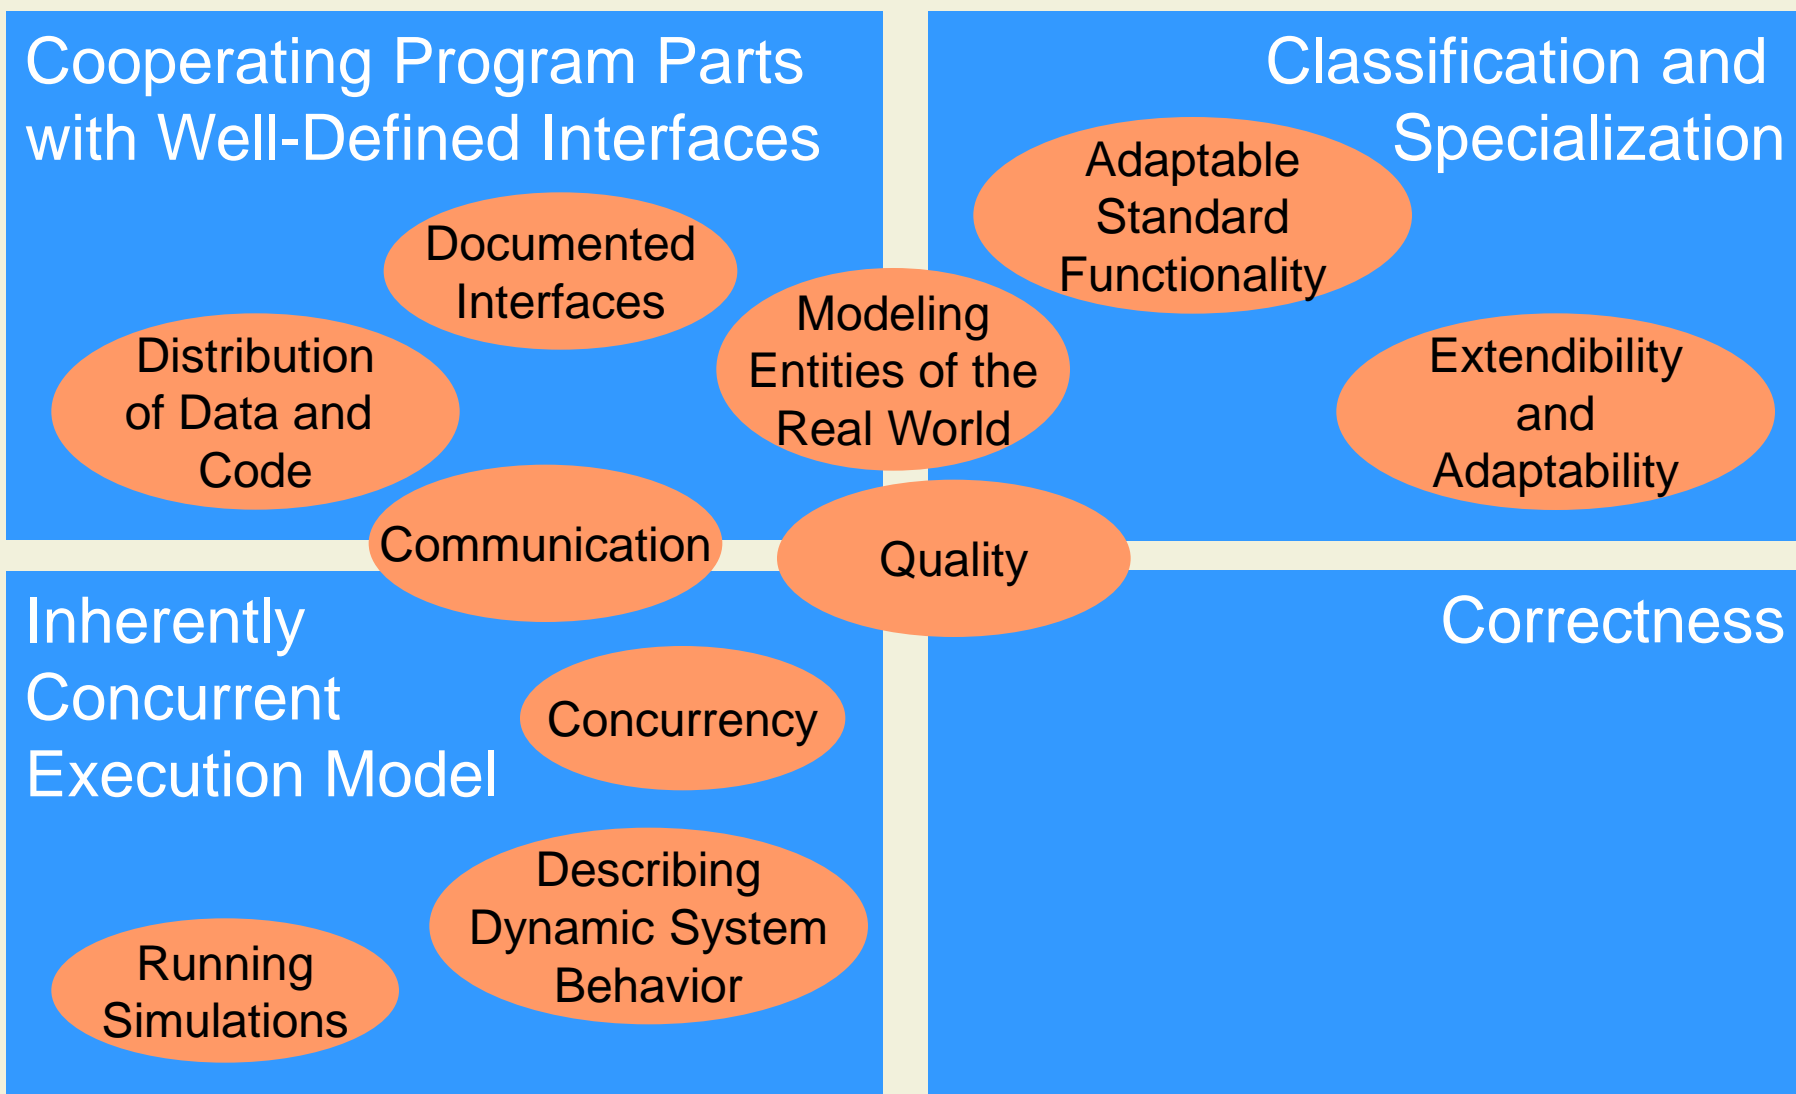 Cooperating Program Parts
with Well-Defined Interfaces
Classification and
Specialization
Documented
Interfaces
Distribution
of Data and
Code
Modeling
Entities of the
Real World
Adaptable
Standard
Functionality
Extendibility
and
Adaptability
Communication
Quality
Inherently
Concurrent
Execution Model
Correctness
Concurrency
Describing
Dynamic System
Behavior
Running
Simulations